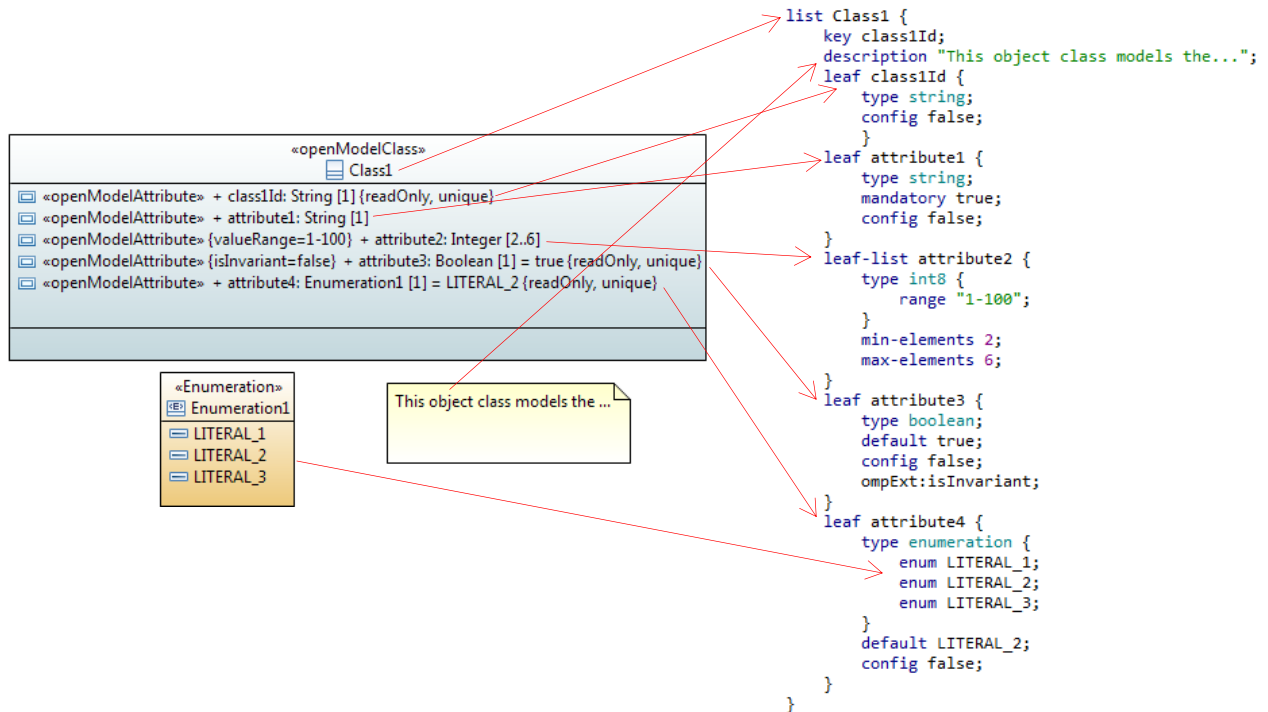 «openModelClass»
Class1
«openModelAttribute» + class1Id: String [1] {readOnly, unique}
«openModelAttribute» + attribute1: String [1]
«openModelAttribute» {valueRange=1-100} + attribute2: Integer [2..6]
«openModelAttribute» {isInvariant=false} + attribute3: Boolean [1] = true {readOnly, unique}
«openModelAttribute» + attribute4: Enumeration1 [1] = LITERAL_2 {readOnly, unique}
«Enumeration»
<E> Enumeration1
LITERAL_1
LITERAL_2
LITERAL_3
This object class models the ...
list Class1 {
key class1Id;
description "This object class models the...";
leaf class1Id {
type string;
config false;
}
leaf attribute1 {
type string;
mandatory true;
config false;
}
leaf-list attribute2 {
type int8 {
range "1-100";
}
min-elements 2;
max-elements 6;
}
leaf attribute3 {
type boolean;
default true;
config false;
ompExt:isInvariant;
}
leaf attribute4 {
type enumeration {
enum LITERAL_1;
enum LITERAL_2;
enum LITERAL_3;
}
default LITERAL_2;
config false;
}
}